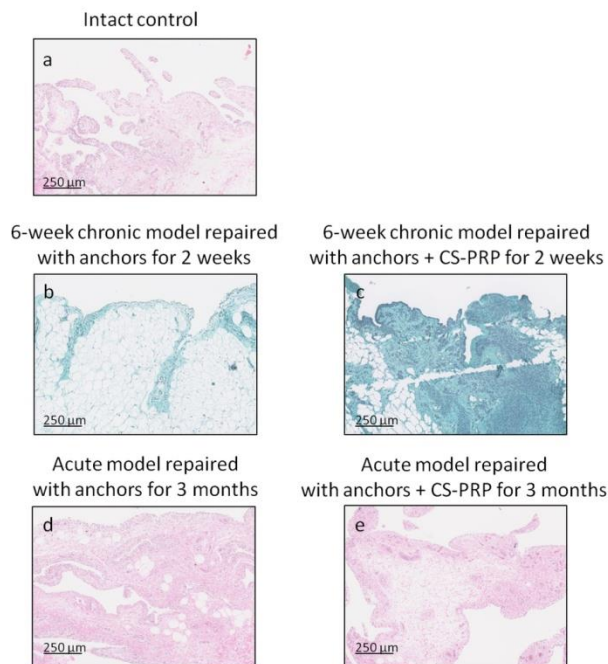 Intact control
a
250 µm
6-week chronic model repaired
with anchors for 2 weeks
b
250 µm
6-week chronic model repaired
with anchors + CS-PRP for 2 weeks
c
250 µm
Acute model repaired
with anchors for 3 months
d
250 µm
Acute model repaired
with anchors + CS-PRP for 3 months
e
250 µm